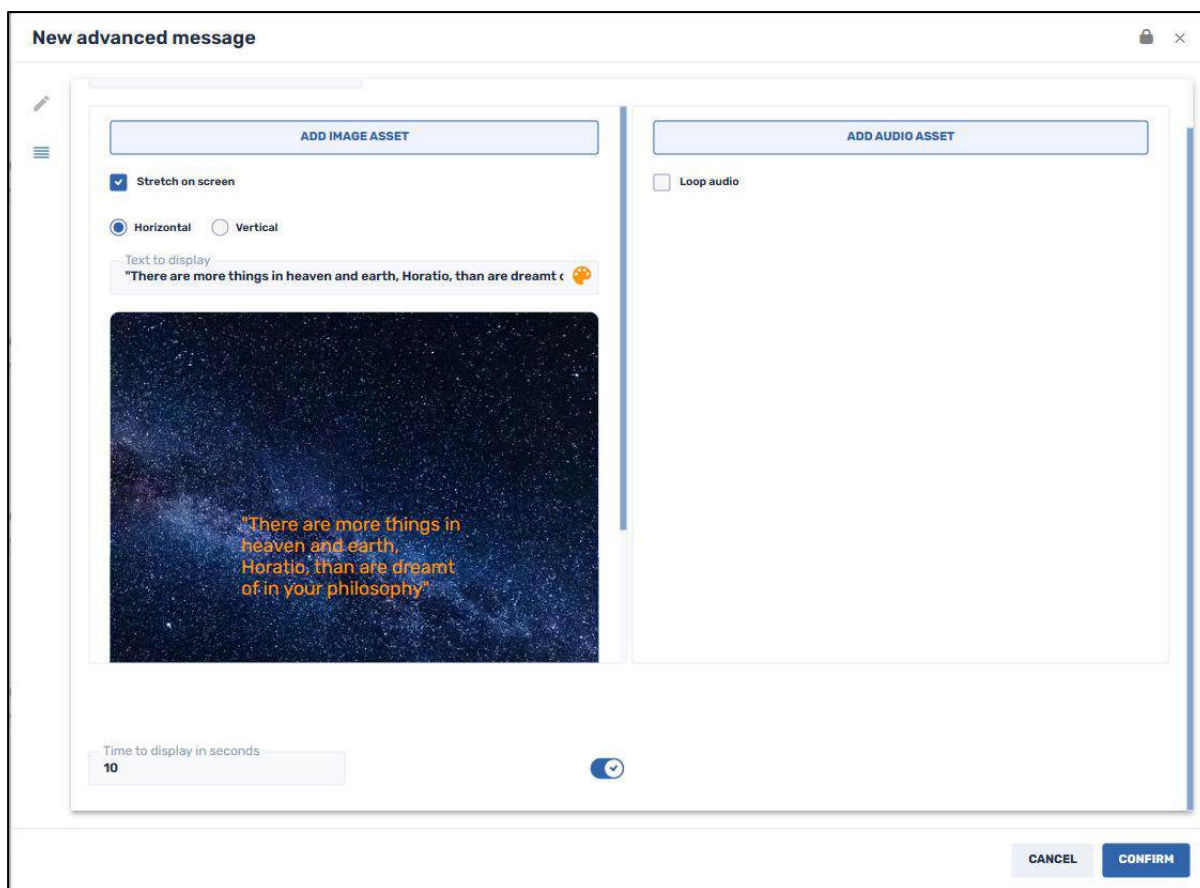 New advanced message
ADD IMAGE ASSET
Stretch on screen
Horizontal Vertical
Text to display
"There are more things in heaven and earth, Horatio, than are dreamt
"There are more things in
heaven and earth,
Horatio, than are dreamt
of in your philosophy"
ADD AUDIO ASSET
Loop audio
Time to display in seconds
10
CANCEL CONFIRM